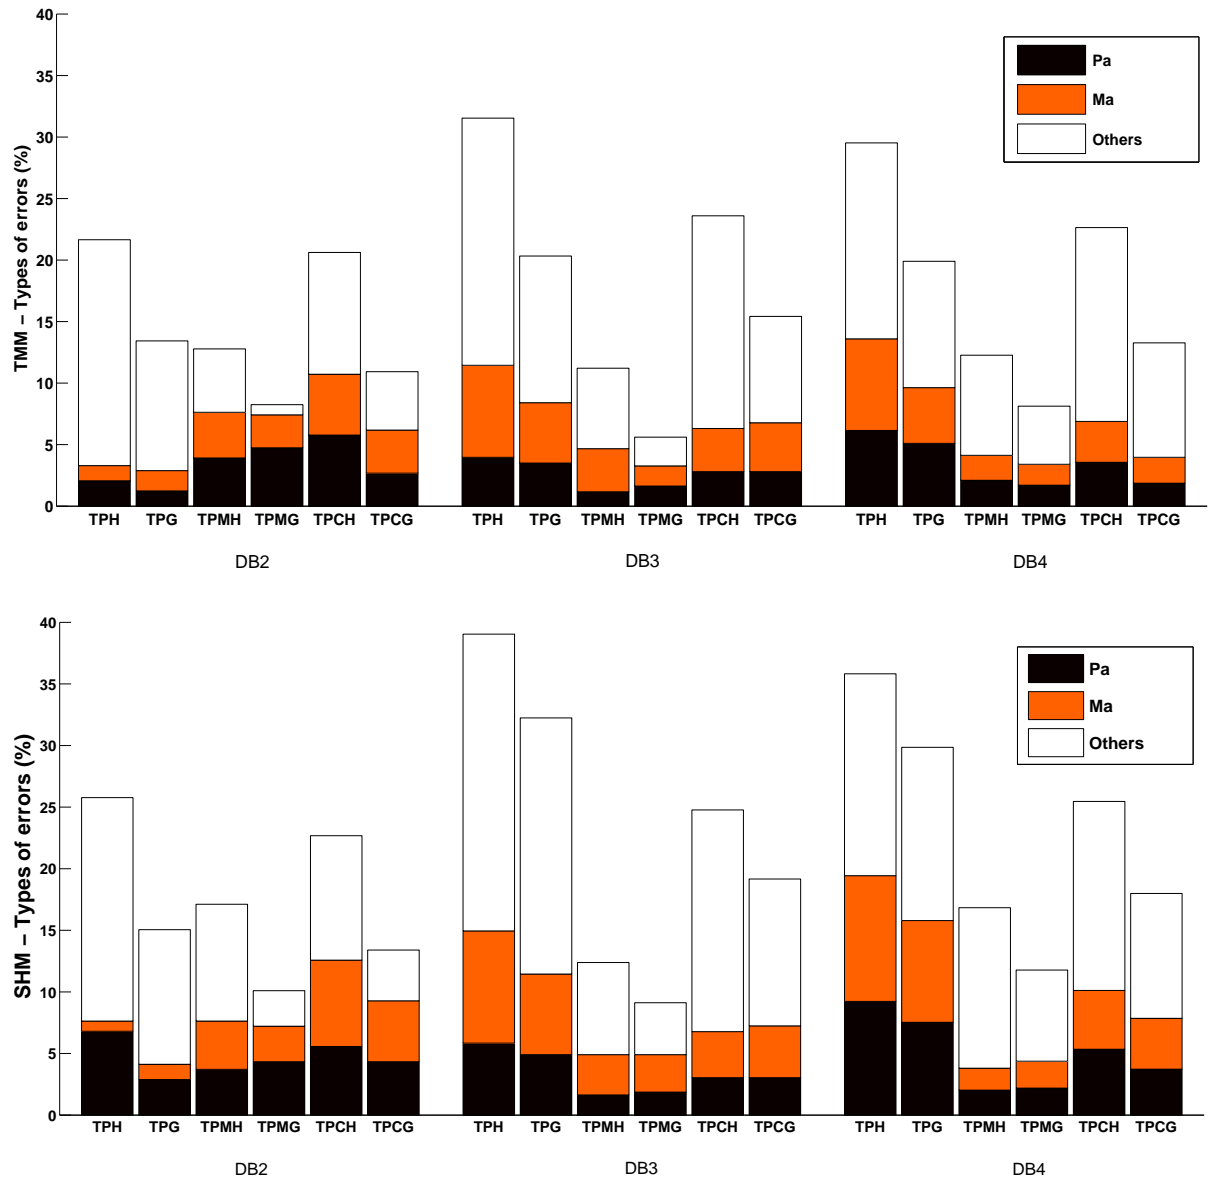 TMM – Types of errors (%)
40
35
30
25
20
15
10
5
0
Pa
Ma
Others
TPH TPG TPMH TPMG TPCH TPCG TPH TPG TPMH TPMG TPCH TPCG TPH TPG TPMH TPMG TPCH TPCG
DB2 DB3 DB4
SHM – Types of errors (%)
40
35
30
25
20
15
10
5
0
Pa
Ma
Others
TPH TPG TPMH TPMG TPCH TPCG TPH TPG TPMH TPMG TPCH TPCG TPH TPG TPMH TPMG TPCH TPCG
DB2 DB3 DB4